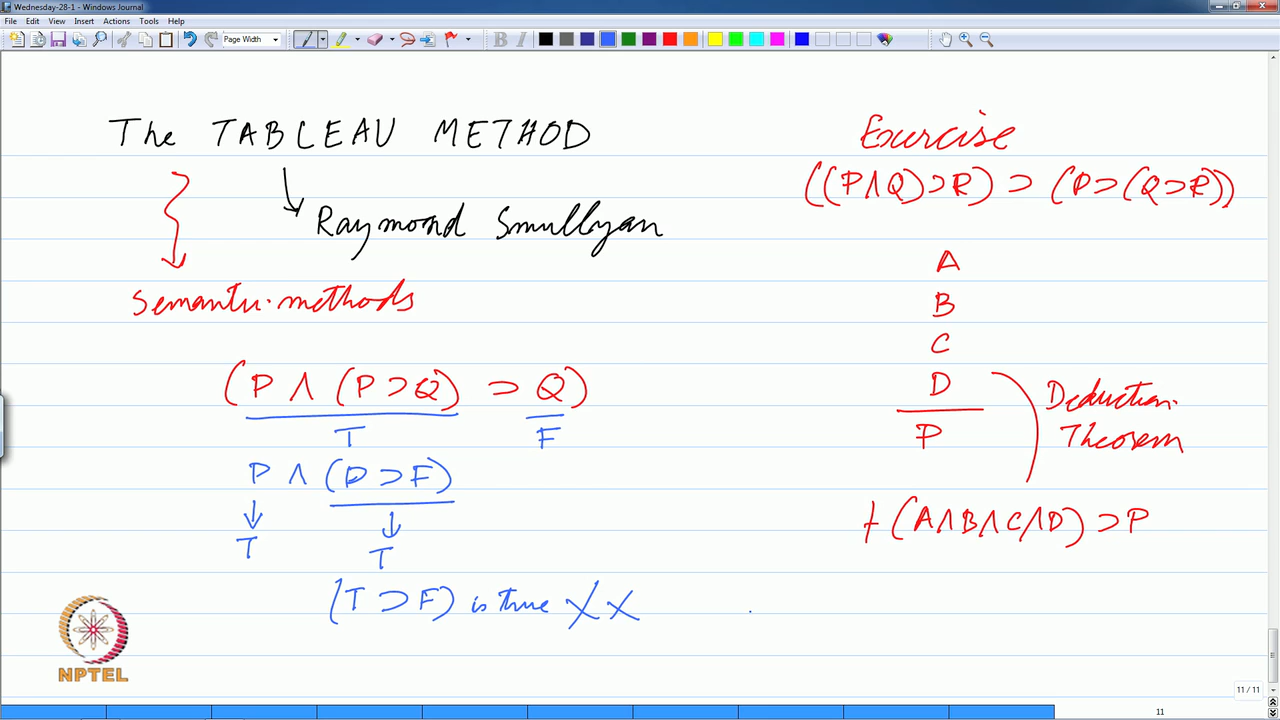 Wednesday-28-1 - Windows Journal
File Edit View Insert Actions Tools Help
Page Width
The TABLEAU METHOD
Raymond Smullyan
Semantic methods
(P ∧ (P ⊃ Q) ⊃ Q)
T F
P ∧ (P ⊃ F)
T T
(T ⊃ F) is true XX
Exercise
((P ∧ Q) ⊃ R) ⊃ (P ⊃ (Q ⊃ R))
A
B
C
D
P
Deduction
Theorem
⊢ (A ∧ B ∧ C ∧ D) ⊃ P
NPTEL
11 / 11
11